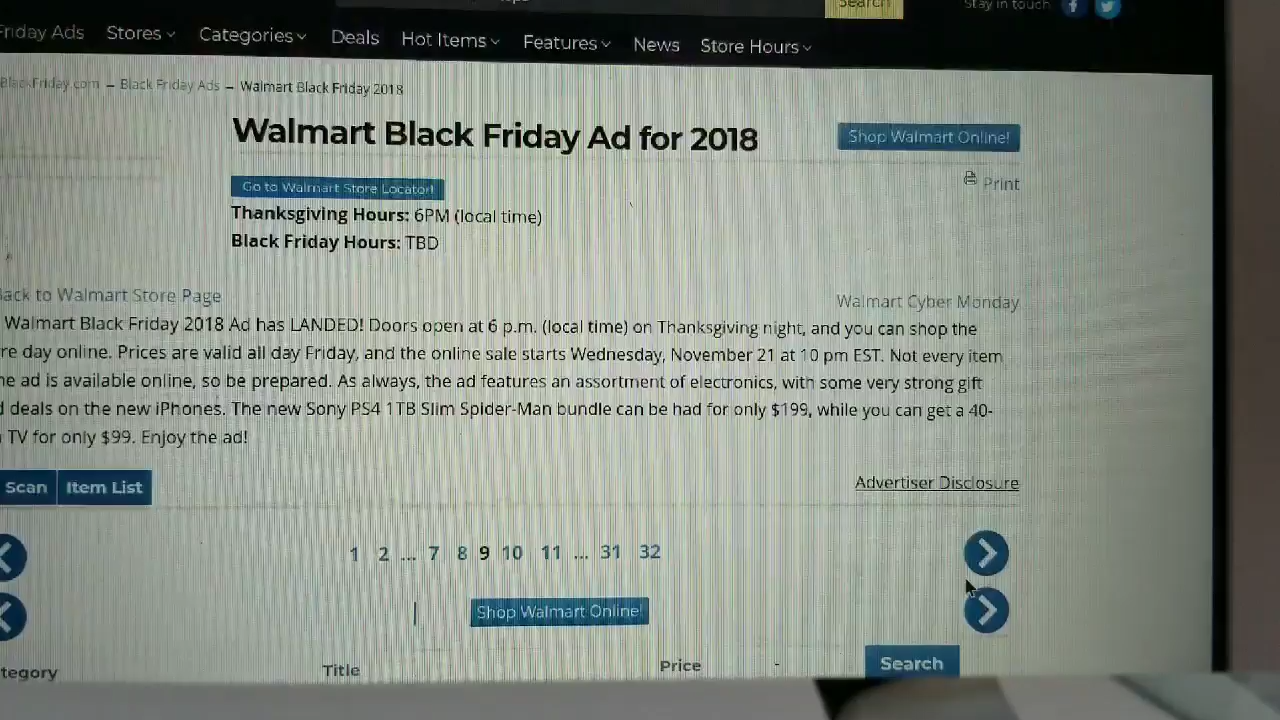 Search
Stay in touch
Friday Ads Stores Categories Deals Hot Items Features News Store Hours
BlackFriday.com – Black Friday Ads – Walmart Black Friday 2018
Walmart Black Friday Ad for 2018
Shop Walmart Online!
Go to Walmart Store Locator!
Print
Thanksgiving Hours: 6PM (local time)
Black Friday Hours: TBD
Back to Walmart Store Page
Walmart Cyber Monday
Walmart Black Friday 2018 Ad has LANDED! Doors open at 6 p.m. (local time) on Thanksgiving night, and you can shop the
re day online. Prices are valid all day Friday, and the online sale starts Wednesday, November 21 at 10 pm EST. Not every item
ne ad is available online, so be prepared. As always, the ad features an assortment of electronics, with some very strong gift
d deals on the new iPhones. The new Sony PS4 1TB Slim Spider-Man bundle can be had for only $199, while you can get a 40-
TV for only $99. Enjoy the ad!
Scan Item List
Advertiser Disclosure
1 2 ... 7 8 9 10 11 ... 31 32
Shop Walmart Online!
tegory Title Price - Search